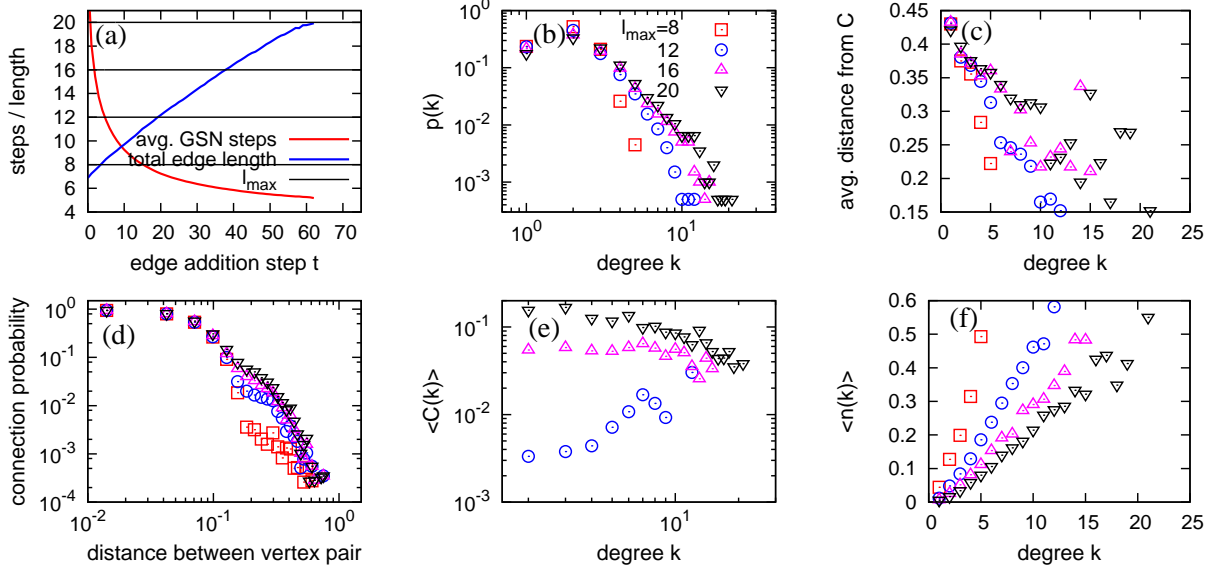 (a)
steps / length
20
18
16
14
12
10
8
6
4
avg. GSN steps
total edge length
l_max
0 10 20 30 40 50 60 70
edge addition step t
(b)
p(k)
10^0
10^-1
10^-2
10^-3
l_max=8
12
16
20
10^0 10^1
degree k
(c)
avg. distance from C
0.45
0.4
0.35
0.3
0.25
0.2
0.15
0 5 10 15 20 25
degree k
(d)
connection probability
10^0
10^-1
10^-2
10^-3
10^-4
10^-2 10^-1 10^0
distance between vertex pair
(e)
<C(k)>
10^-1
10^-2
10^-3
10^1
degree k
(f)
<n(k)>
0.6
0.5
0.4
0.3
0.2
0.1
0
0 5 10 15 20 25
degree k